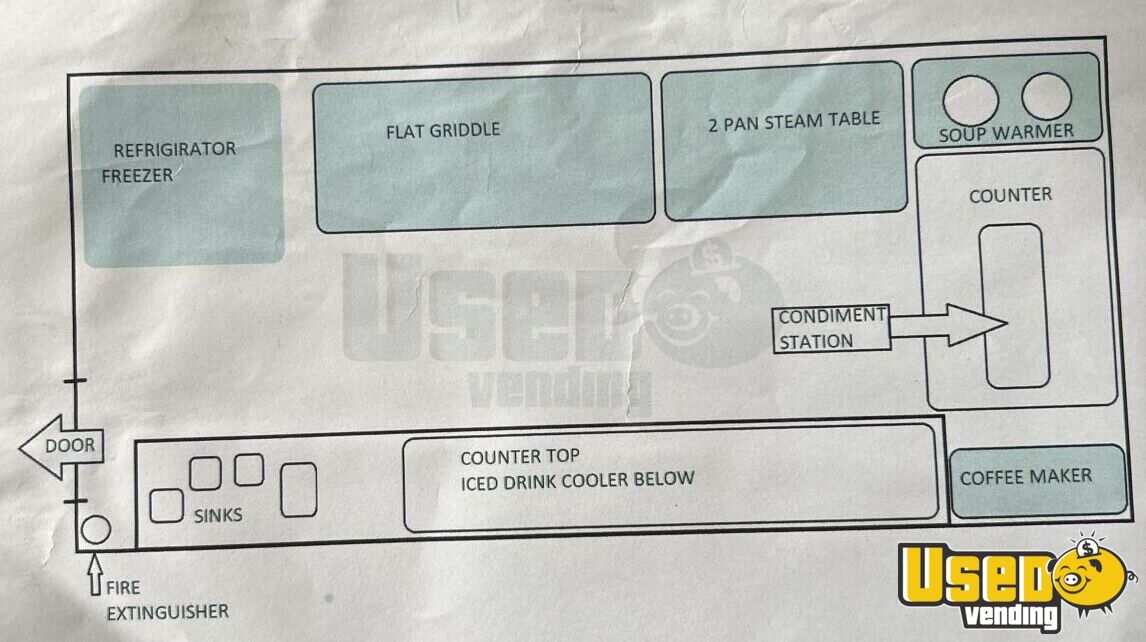 REFRIGIRATOR
FREEZER
FLAT GRIDDLE
2 PAN STEAM TABLE
SOUP WARMER
COUNTER
CONDIMENT
STATION
DOOR
SINKS
COUNTER TOP
ICED DRINK COOLER BELOW
COFFEE MAKER
FIRE
EXTINGUISHER
USED
vending
$
USED
vending
$